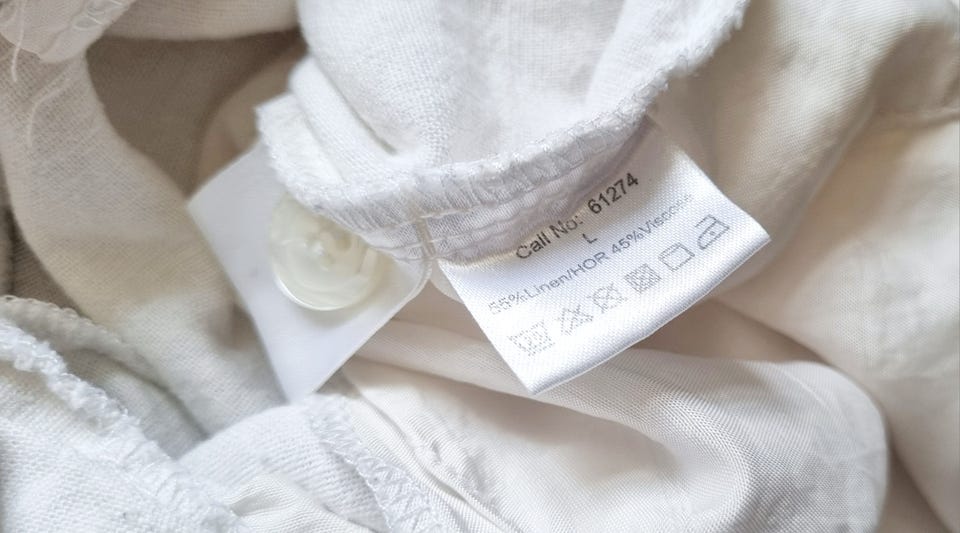 Call No: 61274
L
55%Linen/HOR 45%Viscose